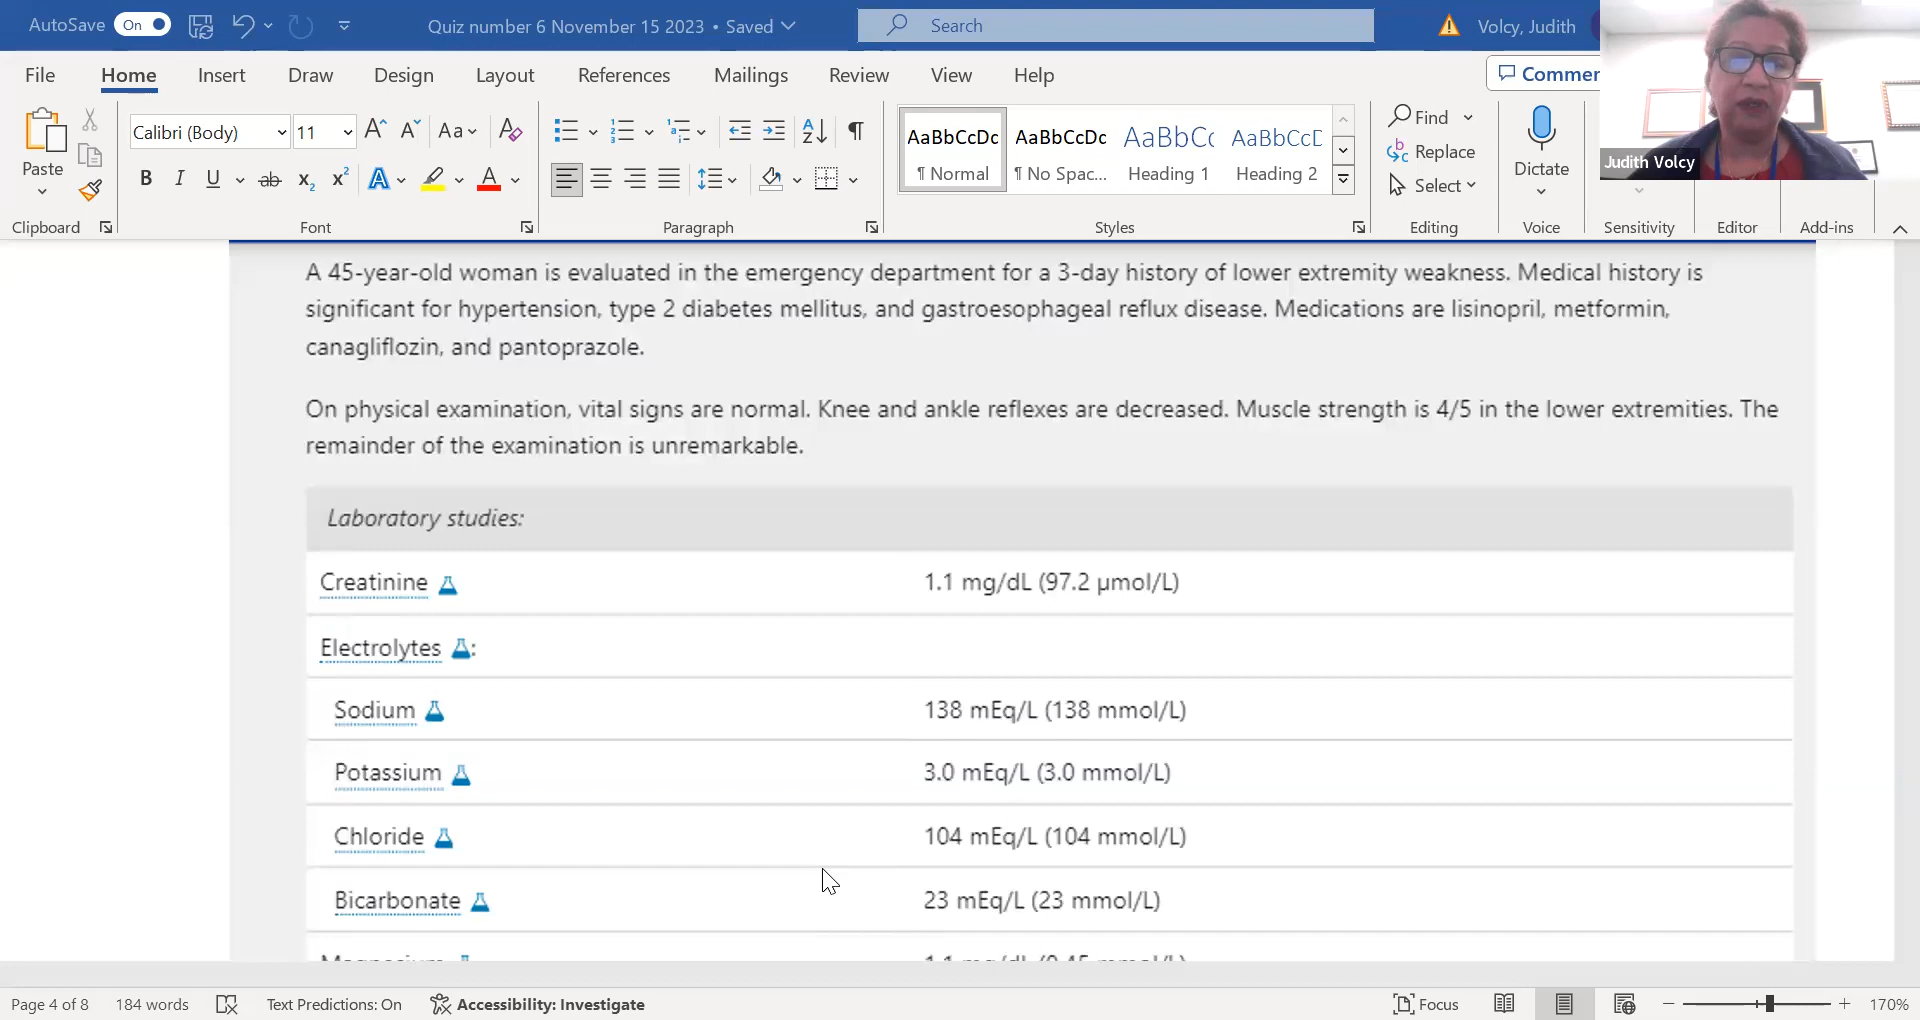 AutoSave On Quiz number 6 November 15 2023 • Saved Search Volcy, Judith
File Home Insert Draw Design Layout References Mailings Review View Help Commen
Paste Calibri (Body) 11 Aa AaBbCcDc AaBbCcDc AaBbCc AaBbCcD Find Replace Select Dictate
¶ Normal ¶ No Spac... Heading 1 Heading 2
Judith Volcy
Clipboard Font Paragraph Styles Editing Voice Sensitivity Editor Add-ins
A 45-year-old woman is evaluated in the emergency department for a 3-day history of lower extremity weakness. Medical history is
significant for hypertension, type 2 diabetes mellitus, and gastroesophageal reflux disease. Medications are lisinopril, metformin,
canagliflozin, and pantoprazole.
On physical examination, vital signs are normal. Knee and ankle reflexes are decreased. Muscle strength is 4/5 in the lower extremities. The
remainder of the examination is unremarkable.
Laboratory studies:
Creatinine 1.1 mg/dL (97.2 µmol/L)
Electrolytes :
Sodium 138 mEq/L (138 mmol/L)
Potassium 3.0 mEq/L (3.0 mmol/L)
Chloride 104 mEq/L (104 mmol/L)
Bicarbonate 23 mEq/L (23 mmol/L)
Page 4 of 8 184 words Text Predictions: On Accessibility: Investigate Focus 170%